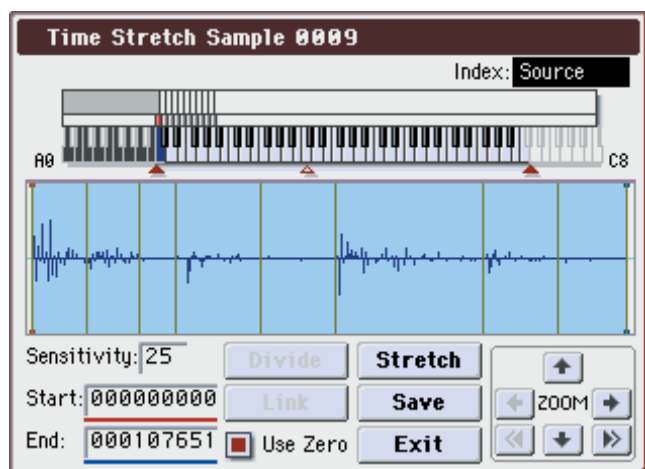 Time Stretch Sample 0009
Index: Source
A0 C8
Sensitivity: 25 Divide Stretch
Start: 000000000 Link Save ZOOM
End: 000107651 Use Zero Exit